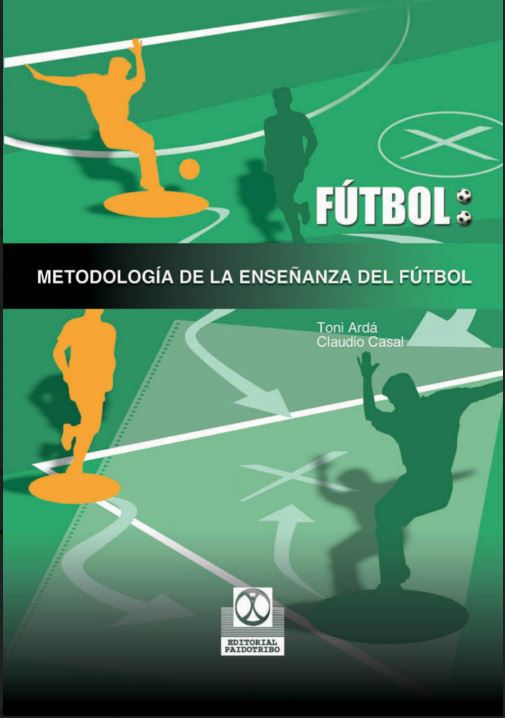 FÚTBOL:
METODOLOGÍA DE LA ENSEÑANZA DEL FÚTBOL
Toni Ardá
Claudio Casal
EDITORIAL
PAIDOTRIBO